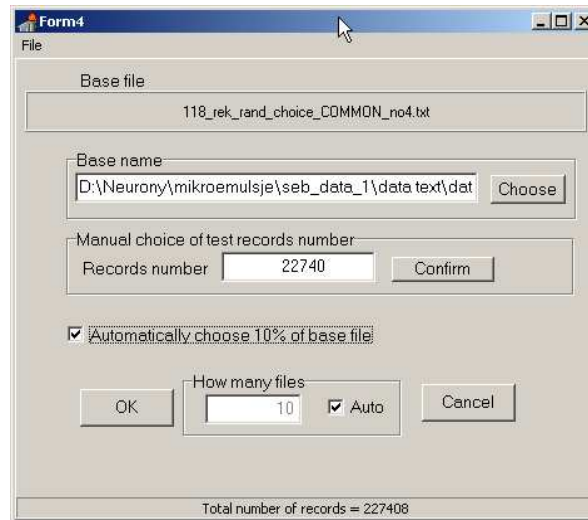 Form4
File
Base file
118_rek_rand_choice_COMMON_no4.txt
Base name
D:\Neurony\mikroemulsje\seb_data_1\data text\dat
Choose
Manual choice of test records number
Records number 22740 Confirm
Automatically choose 10% of base file
How many files
OK 10 Auto Cancel
Total number of records = 227408